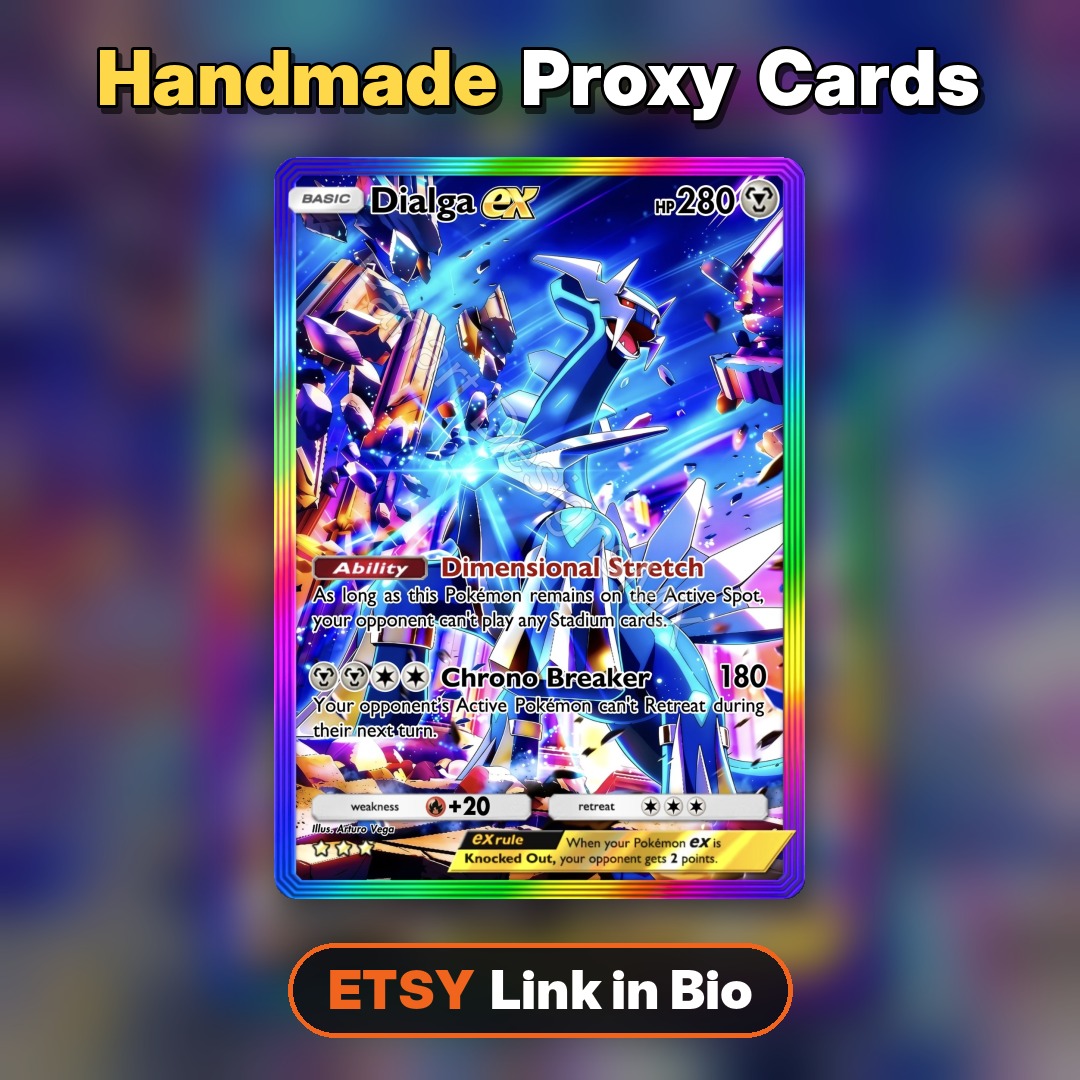 Handmade Proxy Cards
BASIC Dialga ex HP280
Ability Dimensional Stretch
As long as this Pokémon remains on the Active Spot,
your opponent can't play any Stadium cards.
Chrono Breaker 180
Your opponent's Active Pokémon can't Retreat during
their next turn.
weakness +20 retreat
Illus. Arturo Vega
ex rule When your Pokémon ex is
Knocked Out, your opponent gets 2 points.
ETSY Link in Bio